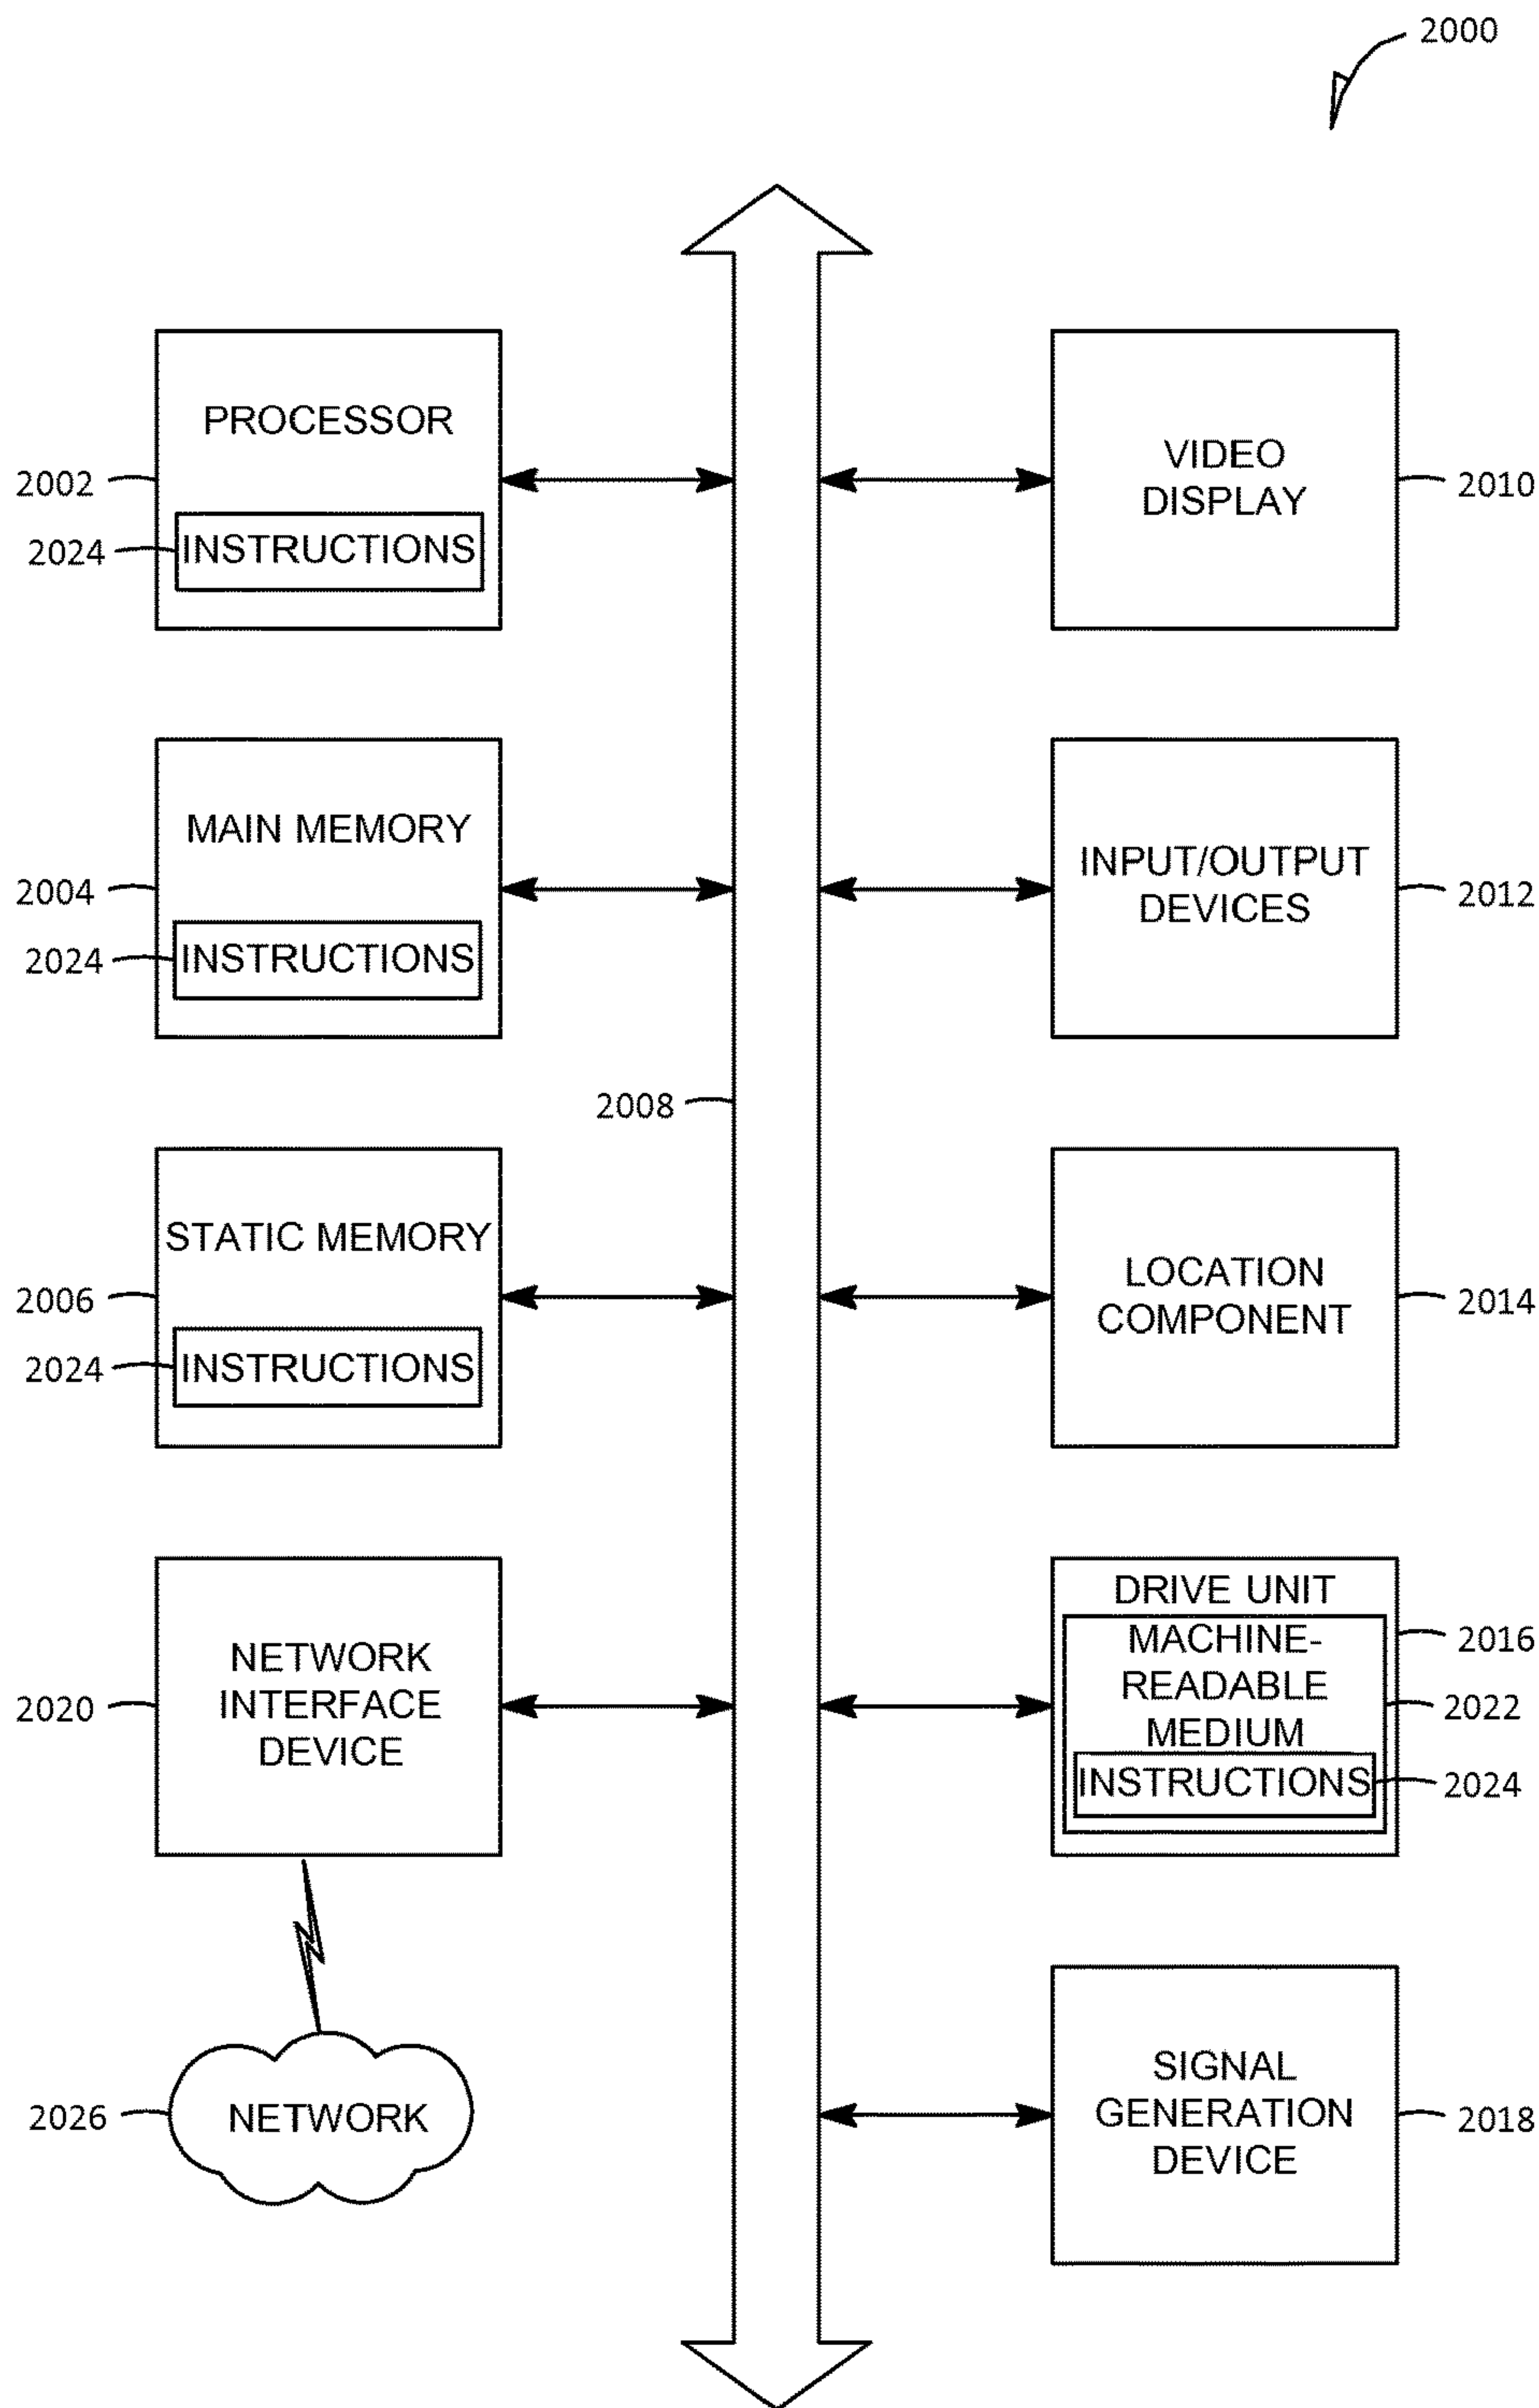 2000
PROCESSOR
2002
2024
INSTRUCTIONS
VIDEO
DISPLAY
2010
MAIN MEMORY
2004
2024
INSTRUCTIONS
INPUT/OUTPUT
DEVICES
2012
2008
STATIC MEMORY
2006
2024
INSTRUCTIONS
LOCATION
COMPONENT
2014
NETWORK
INTERFACE
DEVICE
2020
DRIVE UNIT
MACHINE-
READABLE
MEDIUM
INSTRUCTIONS
2016
2022
2024
NETWORK
2026
SIGNAL
GENERATION
DEVICE
2018